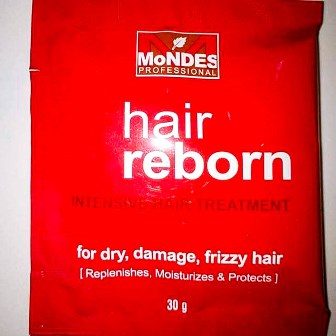 MoNDES
PROFESSIONAL
hair
reborn
INTENSIVE HAIR TREATMENT
for dry, damage, frizzy hair
[ Replenishes, Moisturizes & Protects ]
30 g